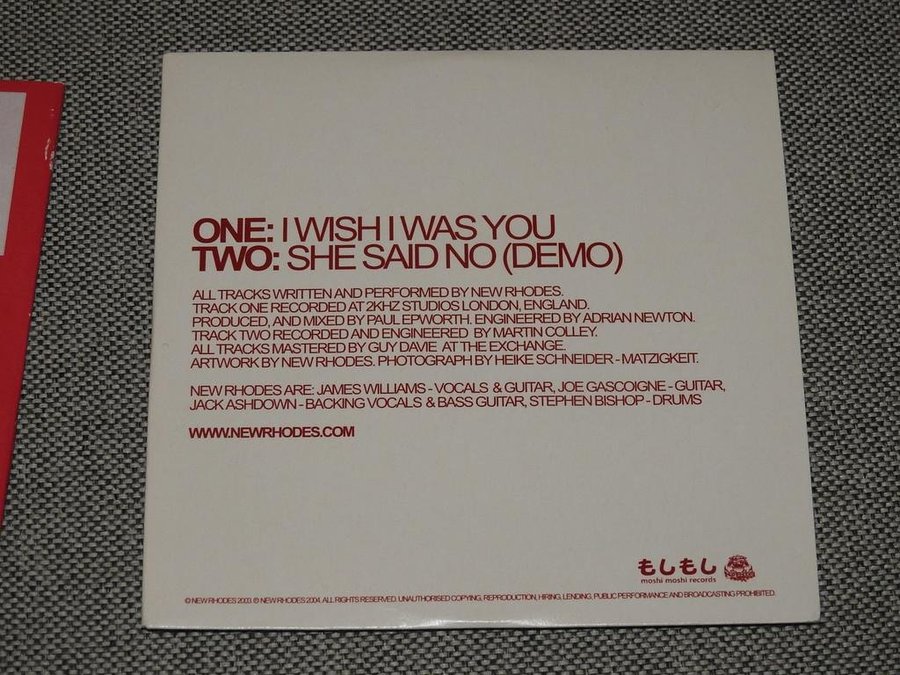 ONE: I WISH I WAS YOU
TWO: SHE SAID NO (DEMO)
ALL TRACKS WRITTEN AND PERFORMED BY NEW RHODES.
TRACK ONE RECORDED AT 2KHZ STUDIOS LONDON, ENGLAND.
PRODUCED, AND MIXED BY PAUL EPWORTH. ENGINEERED BY ADRIAN NEWTON.
TRACK TWO RECORDED AND ENGINEERED BY MARTIN COLLEY.
ALL TRACKS MASTERED BY GUY DAVIE AT THE EXCHANGE.
ARTWORK BY NEW RHODES. PHOTOGRAPH BY HEIKE SCHNEIDER - MATZIGKEIT.
NEW RHODES ARE: JAMES WILLIAMS - VOCALS & GUITAR, JOE GASCOIGNE - GUITAR,
JACK ASHDOWN - BACKING VOCALS & BASS GUITAR, STEPHEN BISHOP - DRUMS
WWW.NEWRHODES.COM
もしもし
moshi moshi records
© NEW RHODES 2003. ℗ NEW RHODES 2004. ALL RIGHTS RESERVED. UNAUTHORISED COPYING, REPRODUCTION, HIRING, LENDING, PUBLIC PERFORMANCE AND BROADCASTING PROHIBITED.